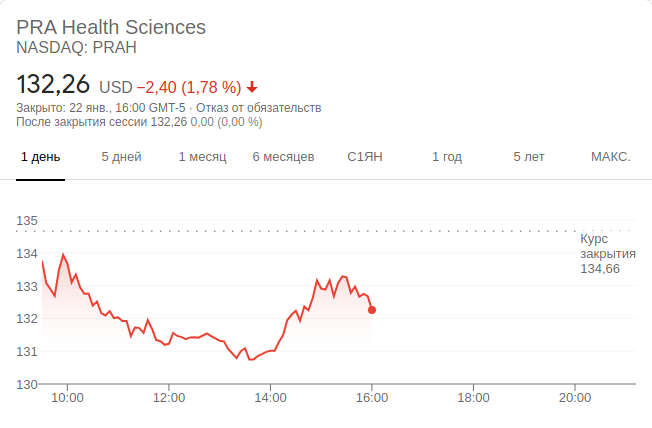 PRA Health Sciences
NASDAQ: PRAH
132,26 USD −2,40 (1,78 %) ↓
Закрыто: 22 янв., 16:00 GMT-5 · Отказ от обязательств
После закрытия сессии 132,26 0,00 (0,00 %)
1 день 5 дней 1 месяц 6 месяцев С1ЯН 1 год 5 лет МАКС.
135
Курс
134 закрытия
134,66
133
132
131
130
10:00 12:00 14:00 16:00 18:00 20:00